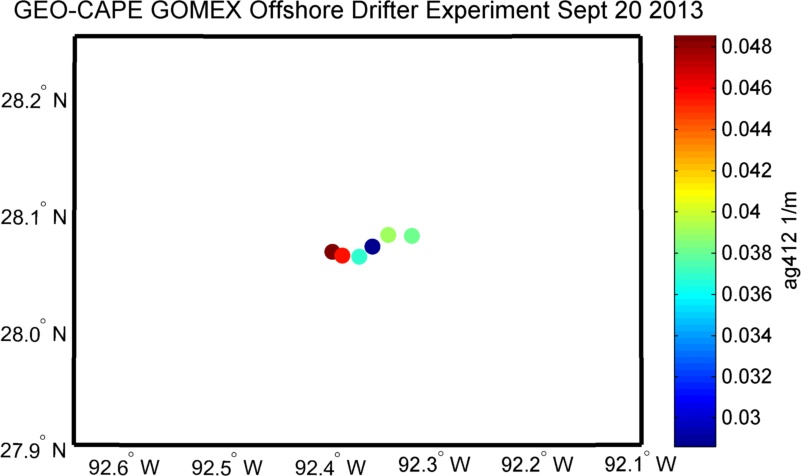 GEO-CAPE GOMEX Offshore Drifter Experiment Sept 20 2013
28.2° N
28.1° N
28.0° N
27.9° N
92.6° W 92.5° W 92.4° W 92.3° W 92.2° W 92.1° W
0.048
0.046
0.044
0.042
0.04
0.038
0.036
0.034
0.032
0.03
ag412 1/m